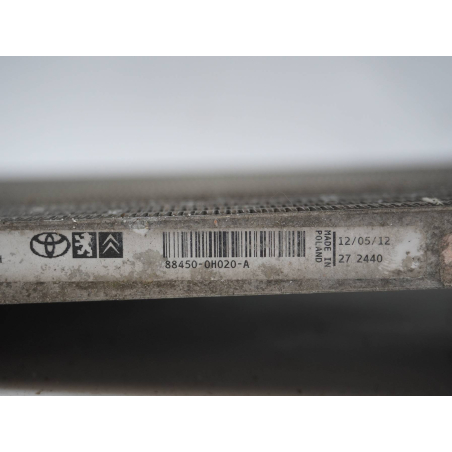 88450-0H020-A
MADE IN
POLAND
12/05/12
27 2440